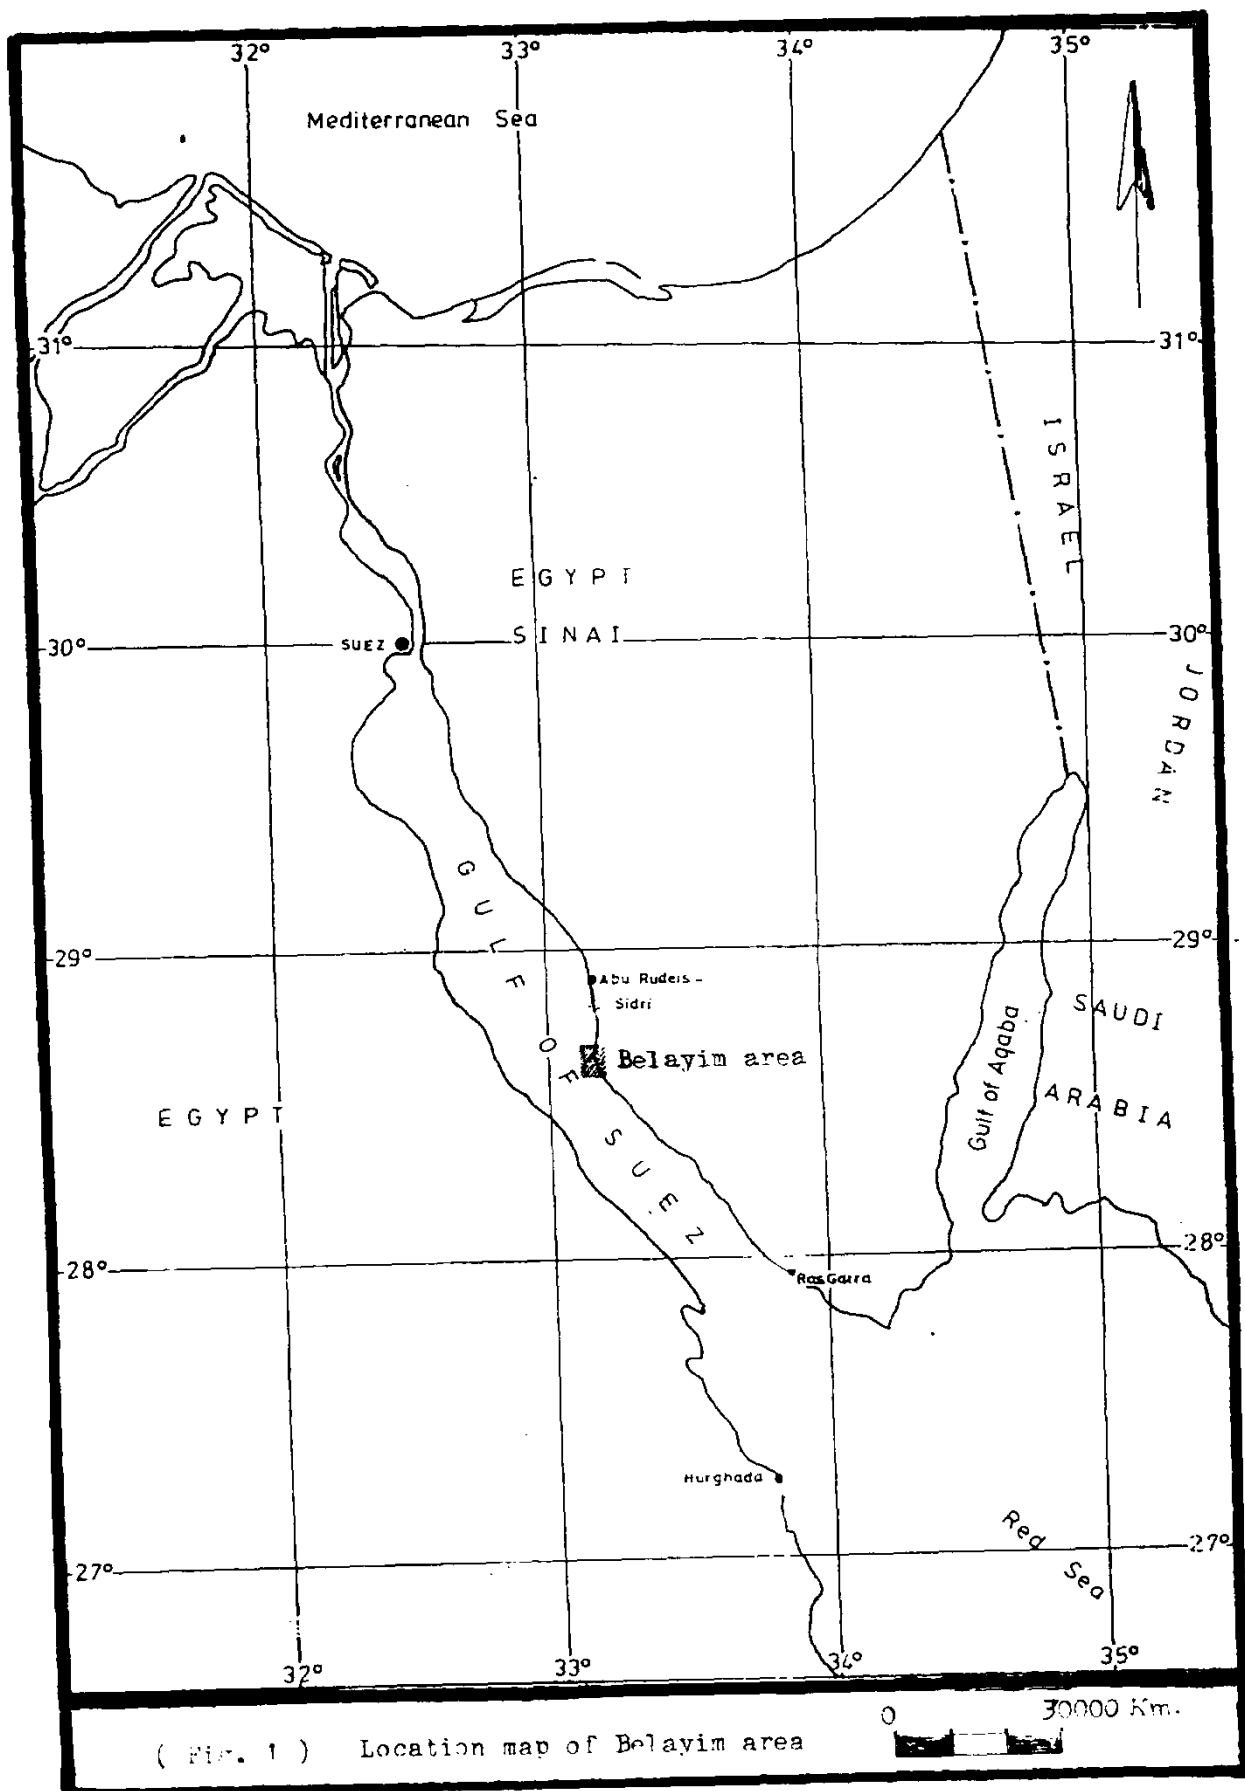 32° 33° 34° 35°
Mediterranean Sea
31° 31°
ISRAEL
EGYPT
SINAI
SUEZ
30° 30°
JORDAN
GULF OF SUEZ
29° 29°
Abu Rudeis -
Sidri
Belayim area
Gulf of Aqaba
SAUDI
ARABIA
EGYPT
28° 28°
Ras Garra
Hurghada
Red Sea
27° 27°
32° 33° 34° 35°
0 30000 Km.
( Fig. 1 ) Location map of Belayim area